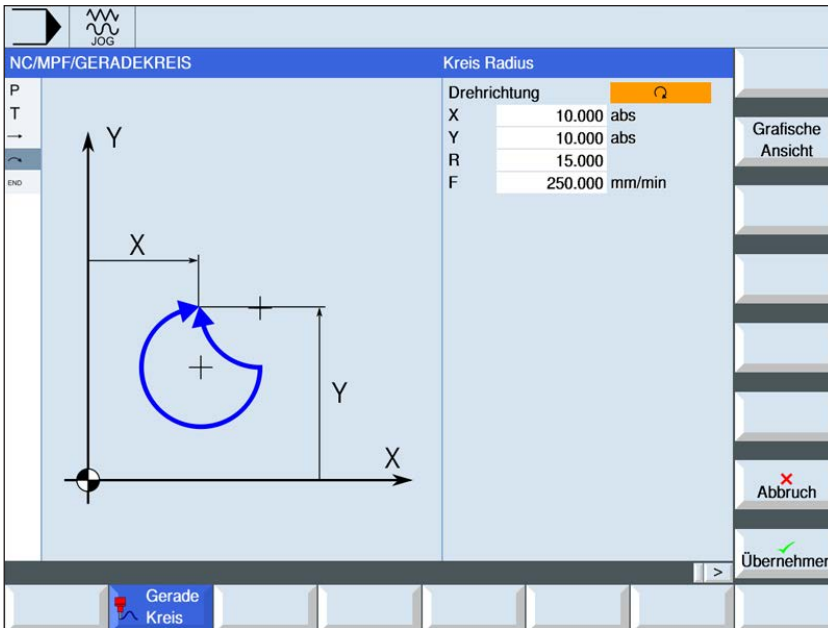 JOG
NC/MPF/GERADEKREIS
Kreis Radius
P
T
END
Y
X
Y
X
Drehrichtung
X 10.000 abs
Y 10.000 abs
R 15.000
F 250.000 mm/min
Grafische
Ansicht
Abbruch
Übernehmen
>
Gerade
Kreis